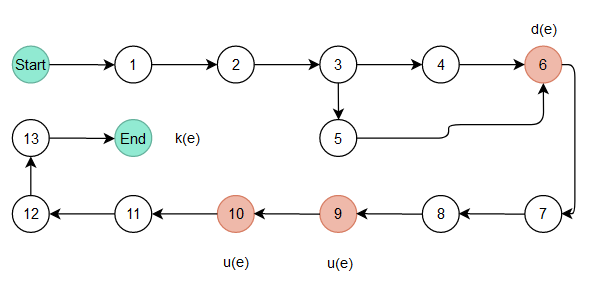 d(e)
Start 1 2 3 4 6
13 End k(e) 5
12 11 10 9 8 7
u(e) u(e)